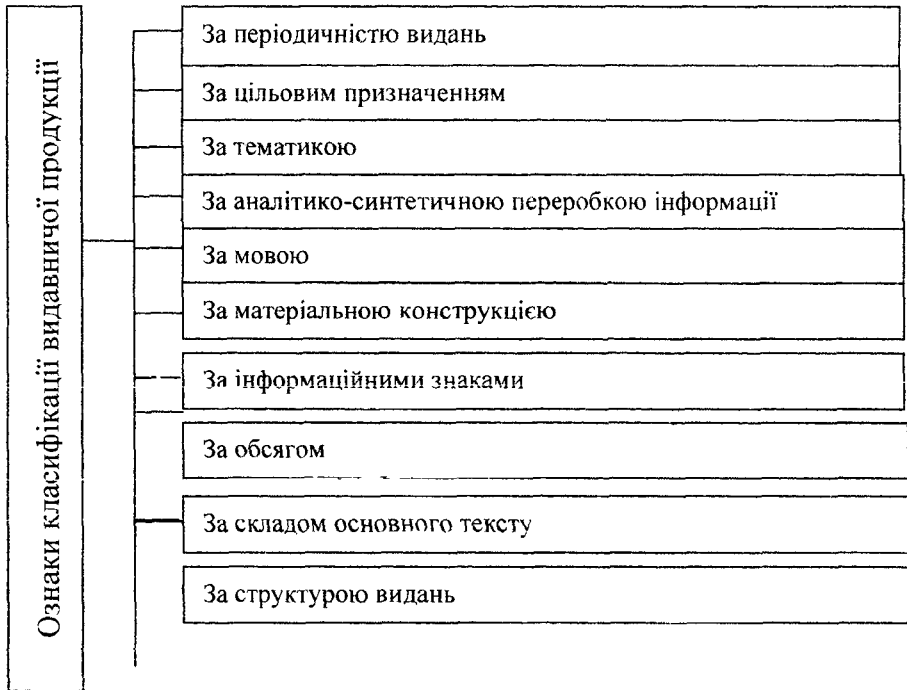 Ознаки класифікації видавничої продукції
За періодичністю видань
За цільовим призначенням
За тематикою
За аналітико-синтетичною переробкою інформації
За мовою
За матеріальною конструкцією
За інформаційними знаками
За обсягом
За складом основного тексту
За структурою видань